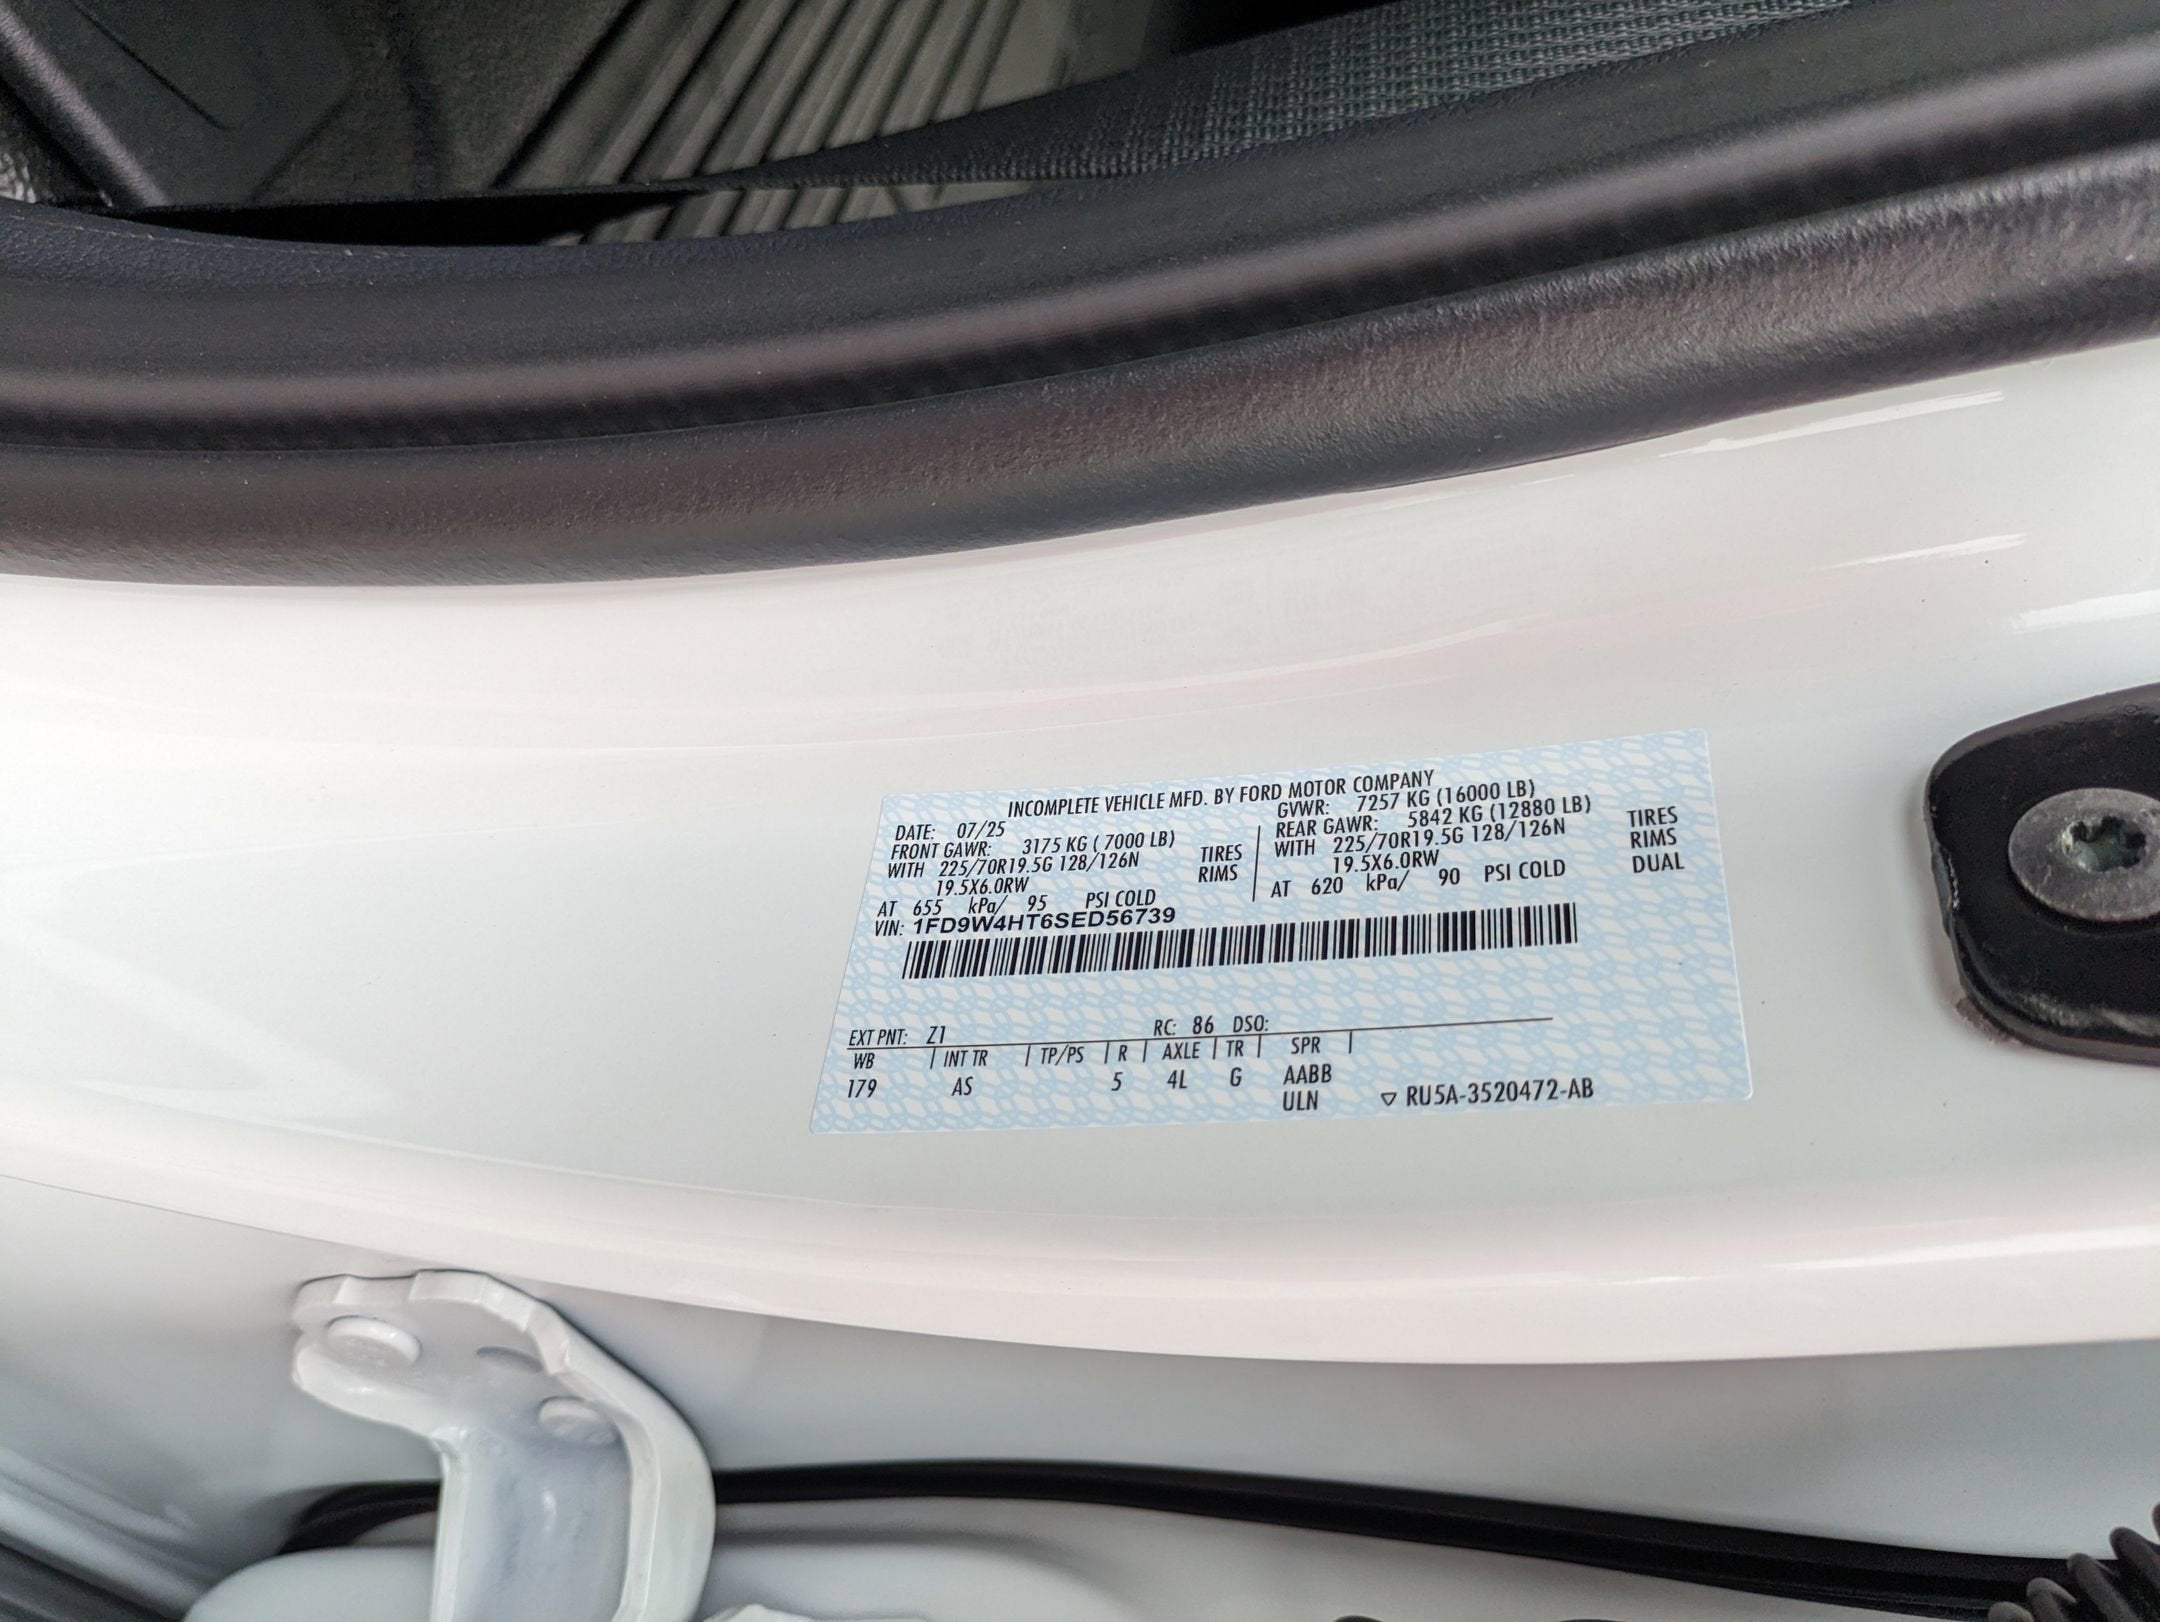 INCOMPLETE VEHICLE MFD. BY FORD MOTOR COMPANY
DATE: 07/25
FRONT GAWR: 3175 KG ( 7000 LB)
WITH 225/70R19.5G 128/126N TIRES
19.5X6.0RW RIMS
AT 655 kPa/ 95 PSI COLD
GVWR: 7257 KG (16000 LB)
REAR GAWR: 5842 KG (12880 LB)
WITH 225/70R19.5G 128/126N TIRES
19.5X6.0RW RIMS
AT 620 kPa/ 90 PSI COLD DUAL
VIN: 1FD9W4HT6SED56739
EXT PNT: Z1 RC: 86 DSO:
WB | INT TR | TP/PS | R | AXLE | TR | SPR |
179 AS 5 4L G AABB
ULN ▽ RU5A-3520472-AB